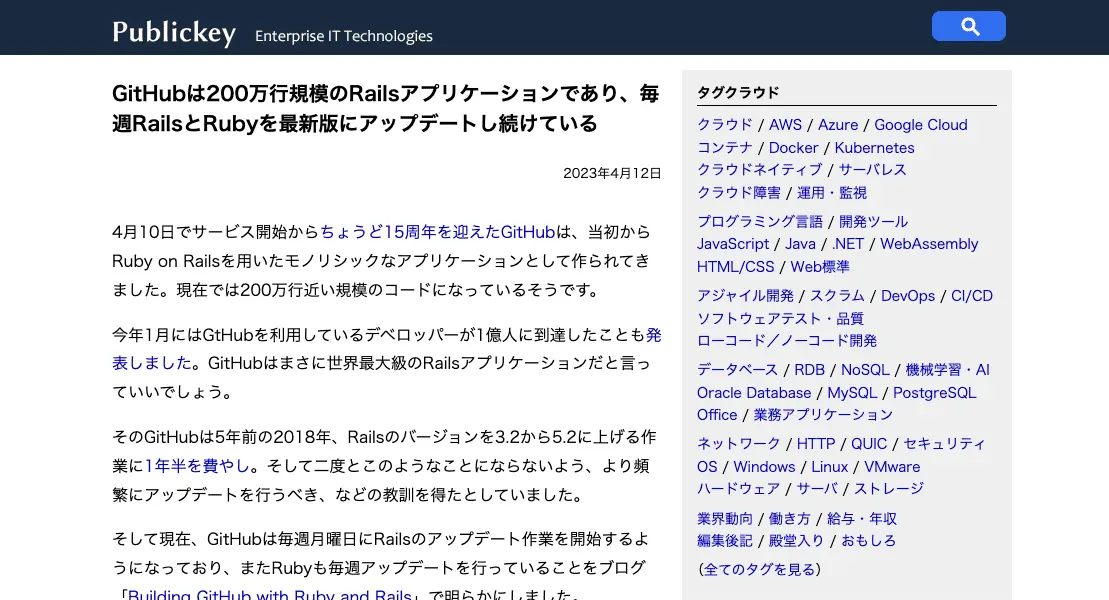 Publickey Enterprise IT Technologies
GitHubは200万行規模のRailsアプリケーションであり、毎
週RailsとRubyを最新版にアップデートし続けている
2023年4月12日
4月10日でサービス開始からちょうど15周年を迎えたGitHubは、当初から
Ruby on Railsを用いたモノリシックなアプリケーションとして作られてき
ました。現在では200万行近い規模のコードになっているそうです。
今年1月にはGtHubを利用しているデベロッパーが1億人に到達したことも発
表しました。GitHubはまさに世界最大級のRailsアプリケーションだと言っ
ていいでしょう。
そのGitHubは5年前の2018年、Railsのバージョンを3.2から5.2に上げる作
業に1年半を費やし。そして二度とこのようなことにならないよう、より頻
繁にアップデートを行うべき、などの教訓を得たとしていました。
そして現在、GitHubは毎週月曜日にRailsのアップデート作業を開始するよ
うになっており、またRubyも毎週アップデートを行っていることをブログ
「Building GitHub with Ruby and Rails」で明らかにしました。
タグクラウド
クラウド / AWS / Azure / Google Cloud
コンテナ / Docker / Kubernetes
クラウドネイティブ / サーバレス
クラウド障害 / 運用・監視
プログラミング言語 / 開発ツール
JavaScript / Java / .NET / WebAssembly
HTML/CSS / Web標準
アジャイル開発 / スクラム / DevOps / CI/CD
ソフトウェアテスト・品質
ローコード／ノーコード開発
データベース / RDB / NoSQL / 機械学習・AI
Oracle Database / MySQL / PostgreSQL
Office / 業務アプリケーション
ネットワーク / HTTP / QUIC / セキュリティ
OS / Windows / Linux / VMware
ハードウェア / サーバ / ストレージ
業界動向 / 働き方 / 給与・年収
編集後記 / 殿堂入り / おもしろ
（全てのタグを見る）